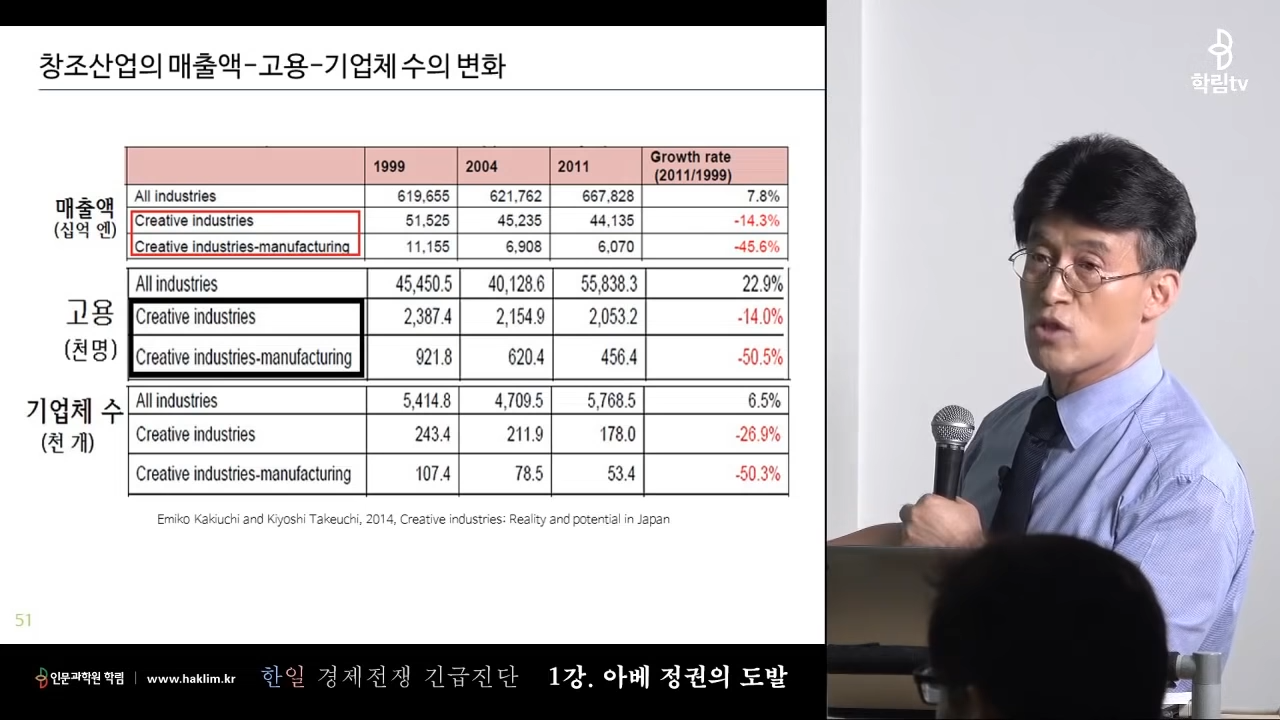 창조산업의 매출액-고용-기업체 수의 변화
학림tv
1999 2004 2011 Growth rate (2011/1999)
매출액
(십억 엔)
All industries 619,655 621,762 667,828 7.8%
Creative industries 51,525 45,235 44,135 -14.3%
Creative industries-manufacturing 11,155 6,908 6,070 -45.6%
고용
(천명)
All industries 45,450.5 40,128.6 55,838.3 22.9%
Creative industries 2,387.4 2,154.9 2,053.2 -14.0%
Creative industries-manufacturing 921.8 620.4 456.4 -50.5%
기업체 수
(천 개)
All industries 5,414.8 4,709.5 5,768.5 6.5%
Creative industries 243.4 211.9 178.0 -26.9%
Creative industries-manufacturing 107.4 78.5 53.4 -50.3%
Emiko Kakiuchi and Kiyoshi Takeuchi, 2014, Creative industries: Reality and potential in Japan
51
인문과학원 학림 www.haklim.kr 한일 경제전쟁 긴급진단 1강. 아베 정권의 도발